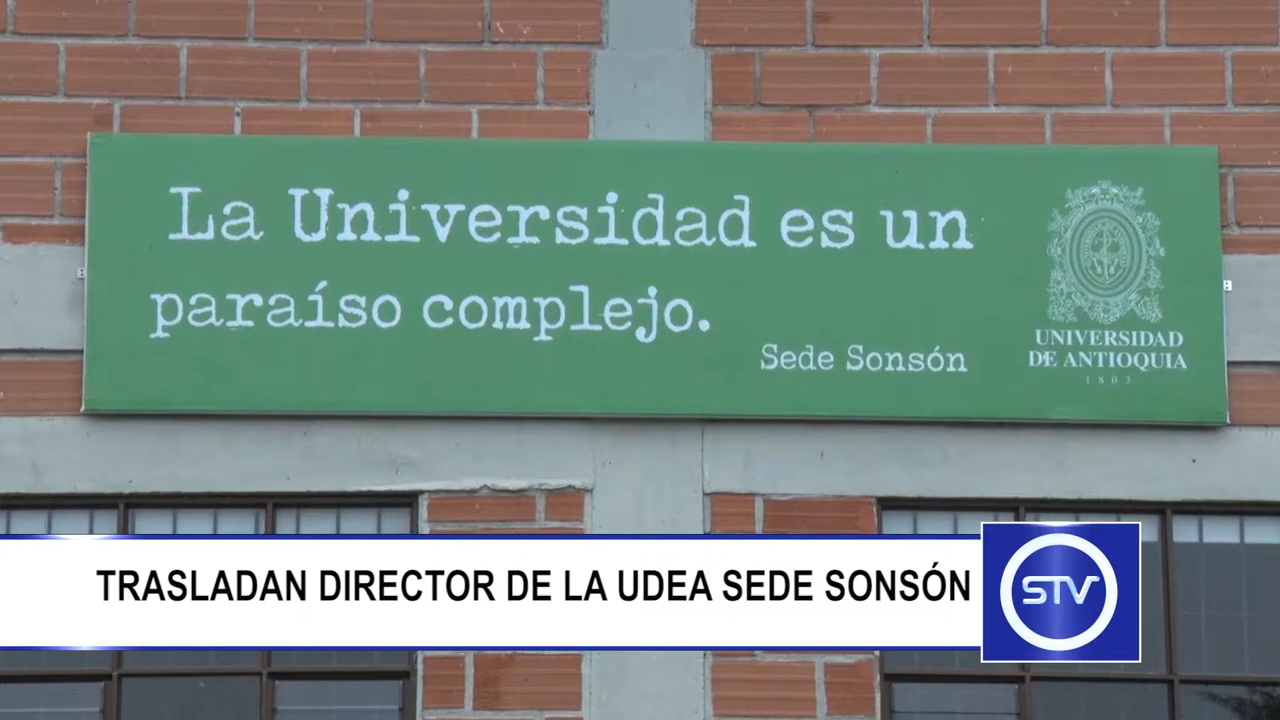 La Universidad es un
paraíso complejo.
Sede Sonsón
UNIVERSIDAD
DE ANTIOQUIA
1803
TRASLADAN DIRECTOR DE LA UDEA SEDE SONSÓN
STV